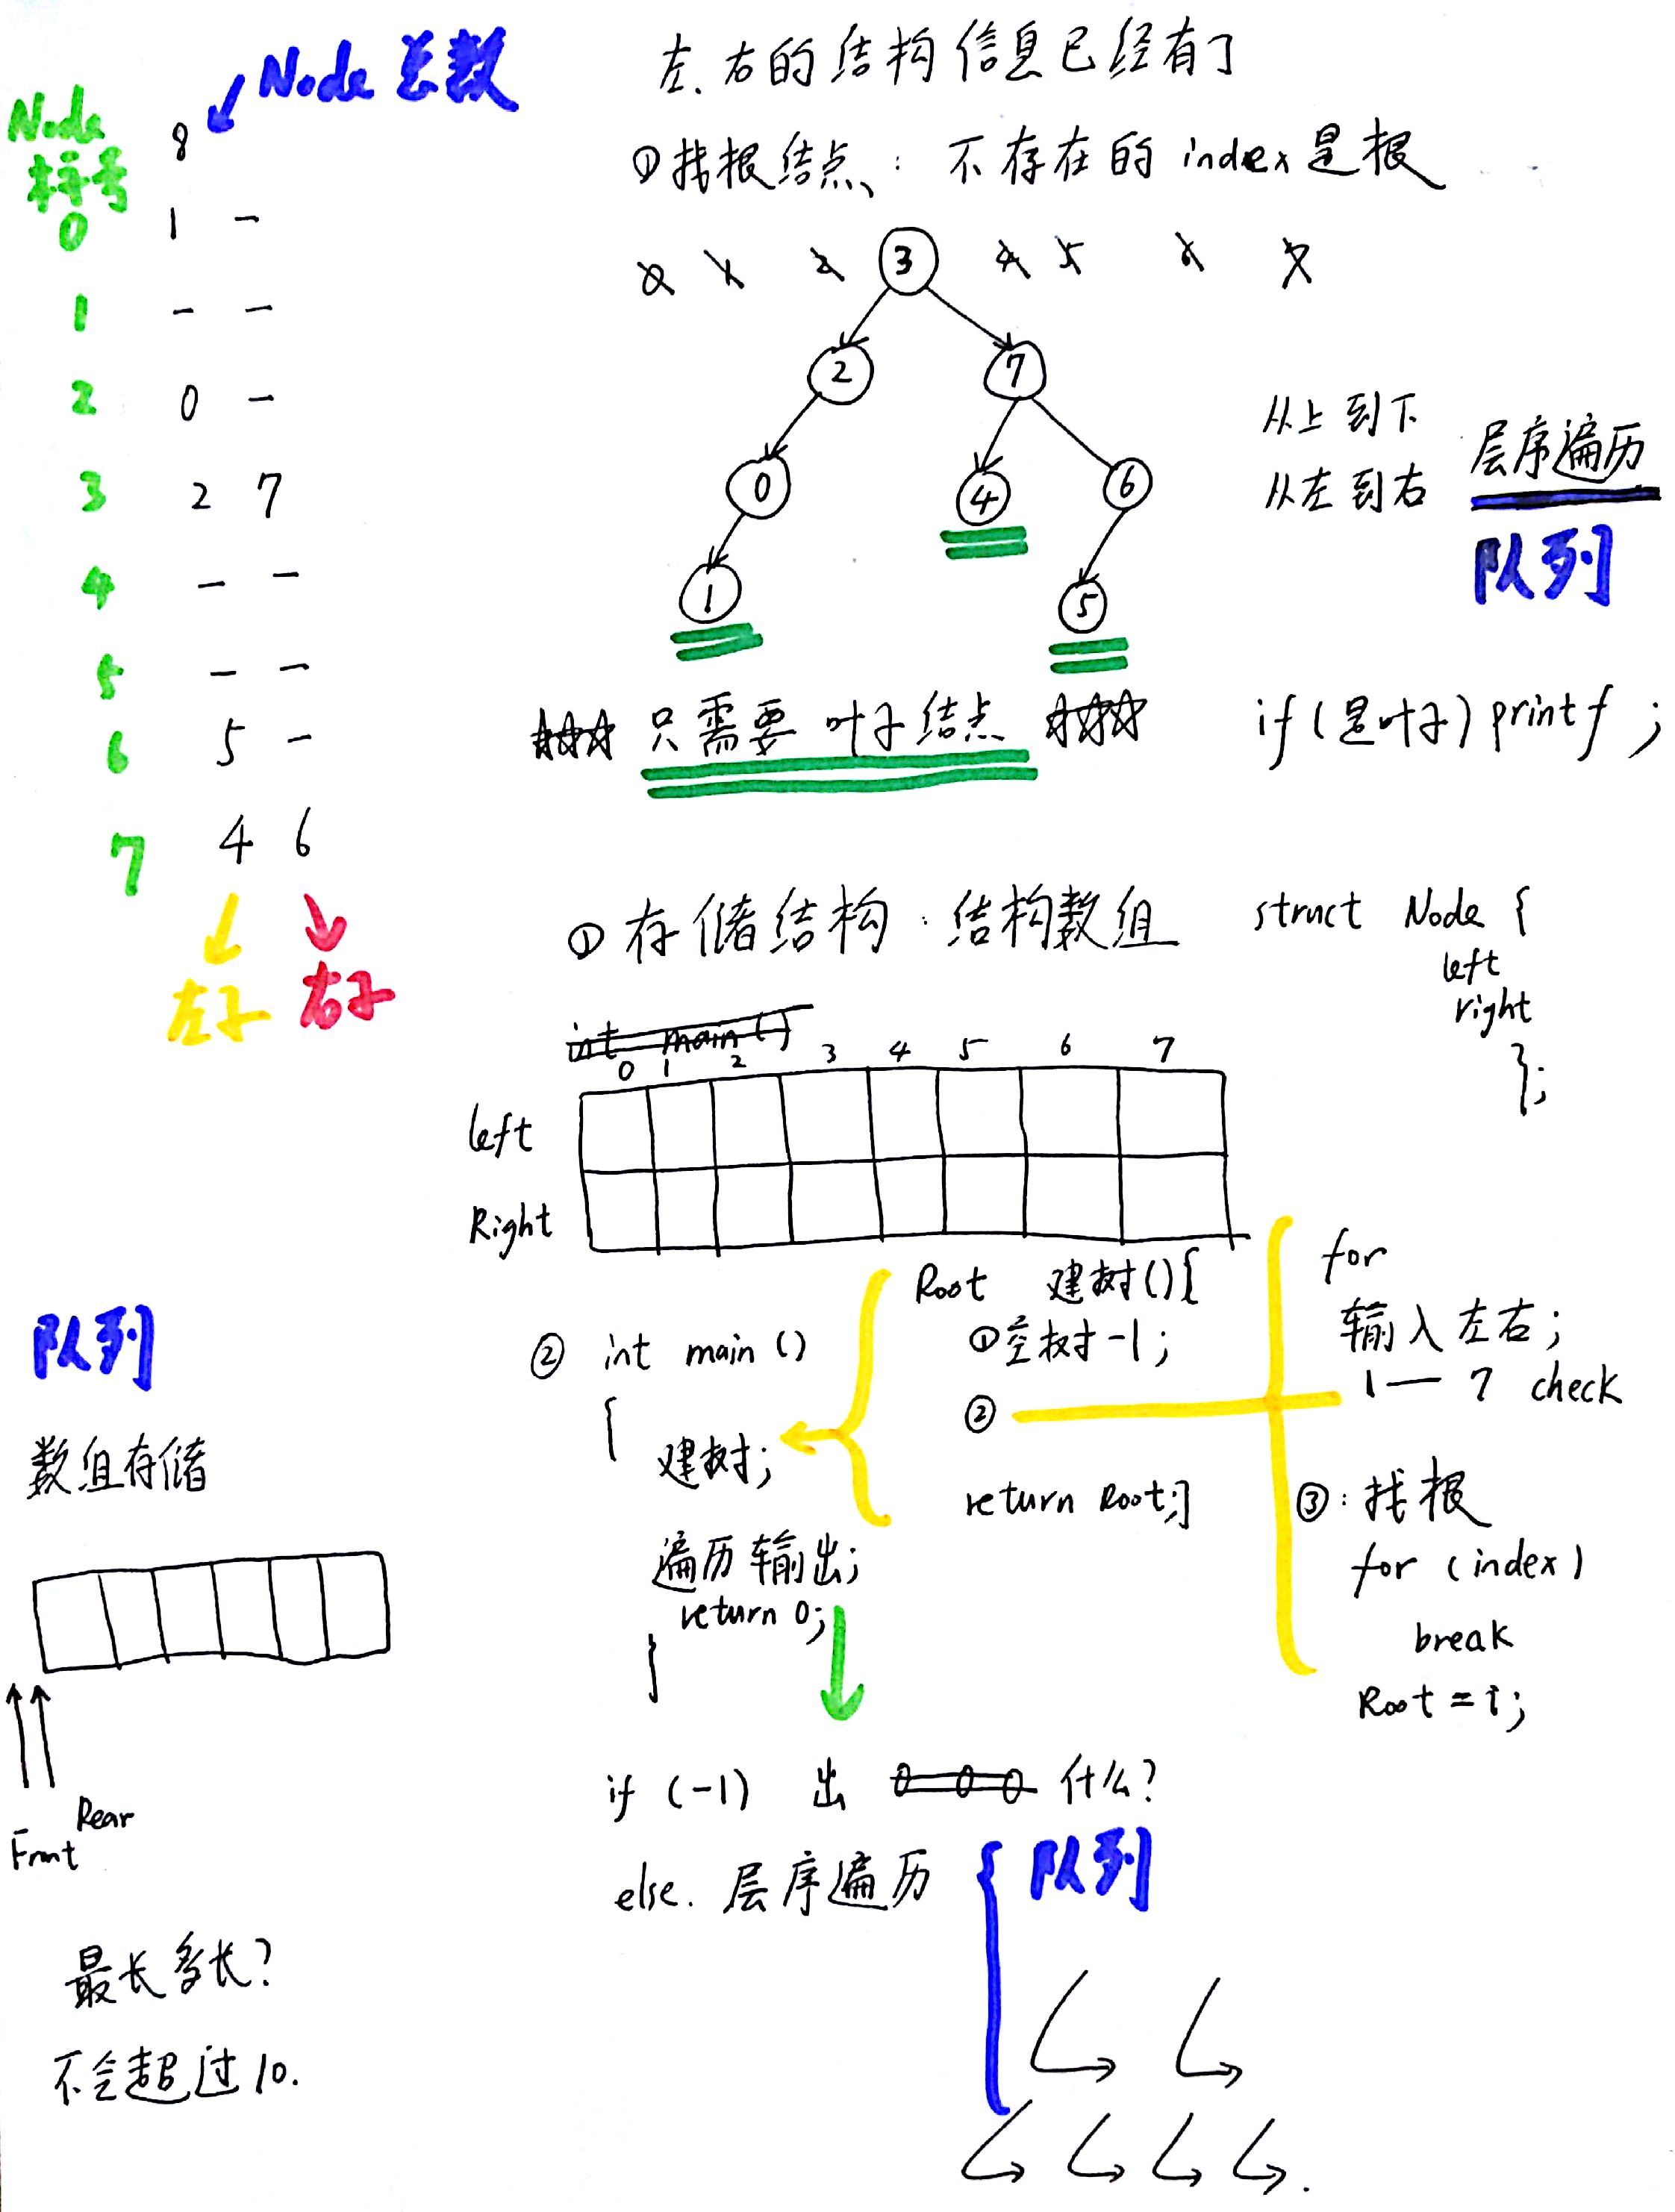 Node 总数
Node
标号
8
0 1 -
1 - -
2 0 -
3 2 7
4 - -
5 - -
6 5 -
7 4 6
左子 右子
左、右的结构信息已经有了
①找根结点: 不存在的 index 是根
0 1 2 3 4 5 6 7
2 7
0 4 6
1 5
从上到下
从左到右
层序遍历
队列
☆☆☆ 只需要 叶子结点 ☆☆☆
if (是叶子) printf ;
① 存储结构: 结构数组
struct Node {
left
right
};
int main()
0 1 2 3 4 5 6 7
left
Right
② int main ()
{
建树;
遍历输出;
return 0;
}
Root 建树(){
①空树 -1;
②
return Root;}
for
输入左右;
1 — 7 check
③: 找根
for (index)
break
Root = i;
if (-1) 出 0 0 0 什么?
else. 层序遍历 { 队列
队列
数组存储
Rear
Front
最长多长?
不会超过10.